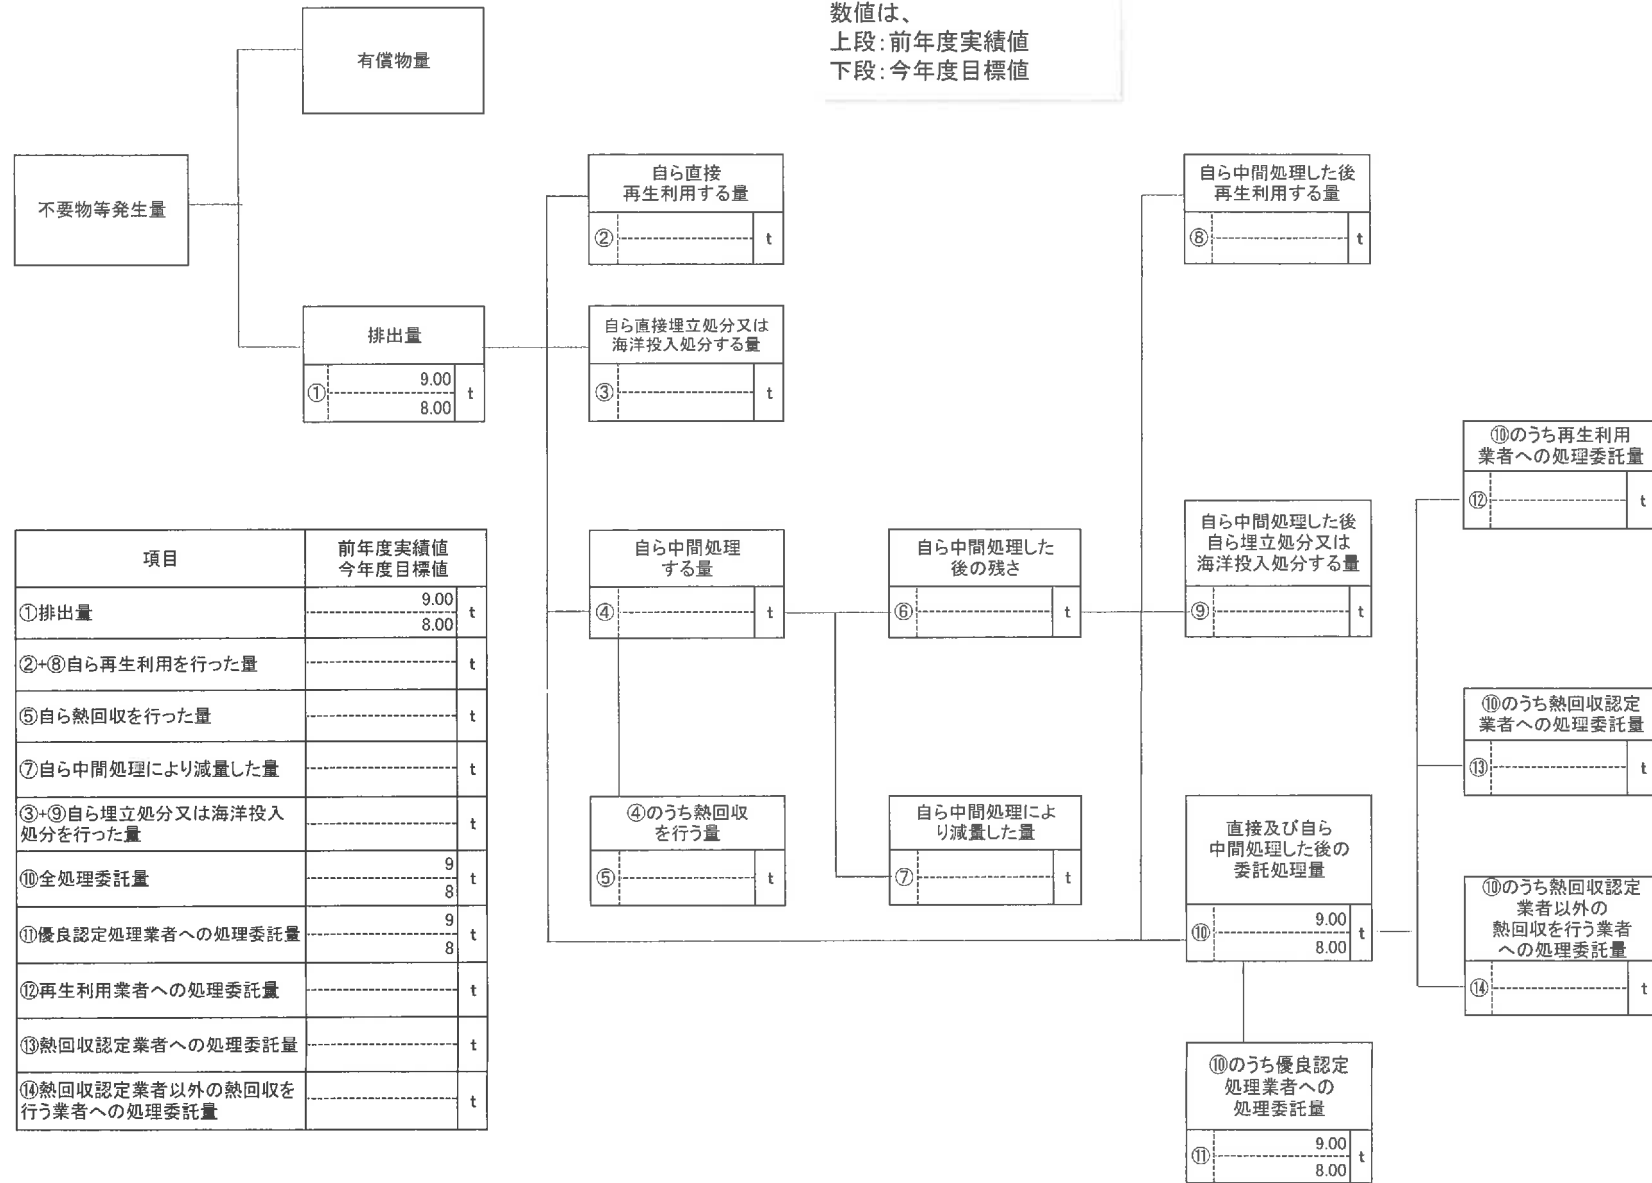 数値は、
上段:前年度実績値
下段:今年度目標値
有償物量
不要物等発生量
排出量
① 9.00 t
8.00
自ら直接
再生利用する量
② t
自ら直接埋立処分又は
海洋投入処分する量
③ t
自ら中間処理した後
再生利用する量
⑧ t
自ら中間処理
する量
④ t
自ら中間処理した
後の残さ
⑥ t
自ら中間処理した後
自ら埋立処分又は
海洋投入処分する量
⑨ t
④のうち熱回収
を行う量
⑤ t
自ら中間処理によ
り減量した量
⑦ t
直接及び自ら
中間処理した後の
委託処理量
⑩ 9.00 t
8.00
⑩のうち優良認定
処理業者への
処理委託量
⑪ 9.00 t
8.00
⑩のうち再生利用
業者への処理委託量
⑫ t
⑩のうち熱回収認定
業者への処理委託量
⑬ t
⑩のうち熱回収認定
業者以外の
熱回収を行う業者
への処理委託量
⑭ t
項目 前年度実績値
今年度目標値
①排出量 9.00 t
8.00
②+⑧自ら再生利用を行った量 t
⑤自ら熱回収を行った量 t
⑦自ら中間処理により減量した量 t
③+⑨自ら埋立処分又は海洋投入
処分を行った量 t
⑩全処理委託量 9 t
8
⑪優良認定処理業者への処理委託量 9 t
8
⑫再生利用業者への処理委託量 t
⑬熱回収認定業者への処理委託量 t
⑭熱回収認定業者以外の熱回収を
行う業者への処理委託量 t